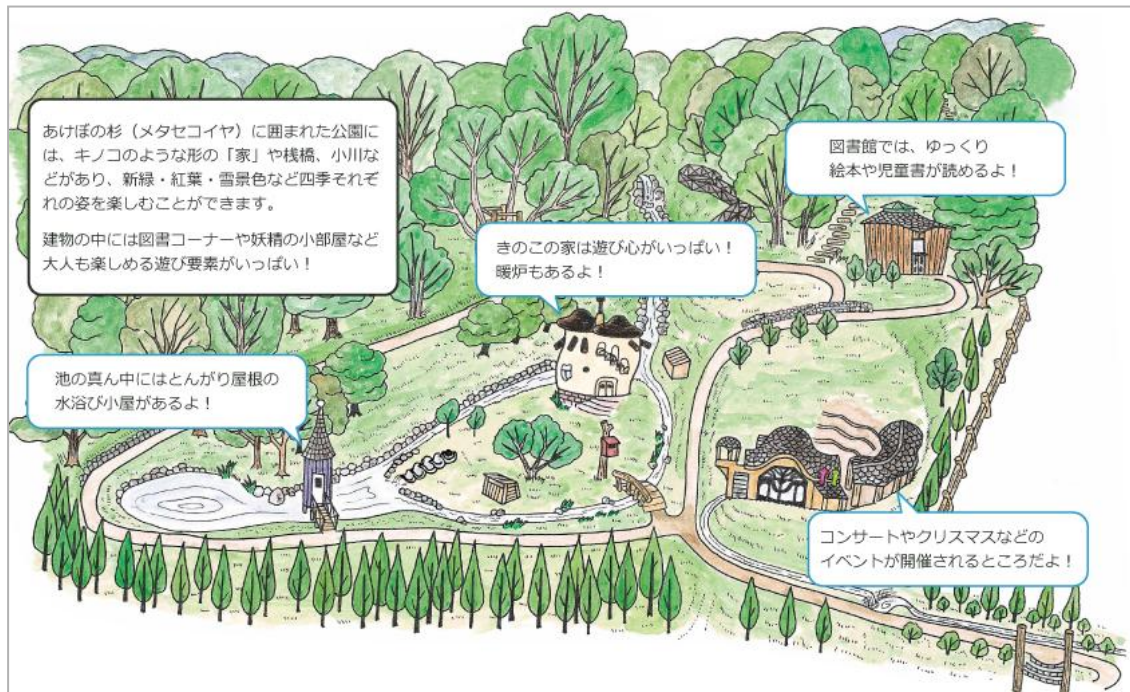 あけぼの杉（メタセコイヤ）に囲まれた公園に
は、キノコのような形の「家」や桟橋、小川な
どがあり、新緑・紅葉・雪景色など四季それぞ
れの姿を楽しむことができます。
建物の中には図書コーナーや妖精の小部屋など
大人も楽しめる遊び要素がいっぱい！
図書館では、ゆっくり
絵本や児童書が読めるよ！
きのこの家は遊び心がいっぱい！
暖炉もあるよ！
池の真ん中にはとんがり屋根の
水浴び小屋があるよ！
コンサートやクリスマスなどの
イベントが開催されるところだよ！